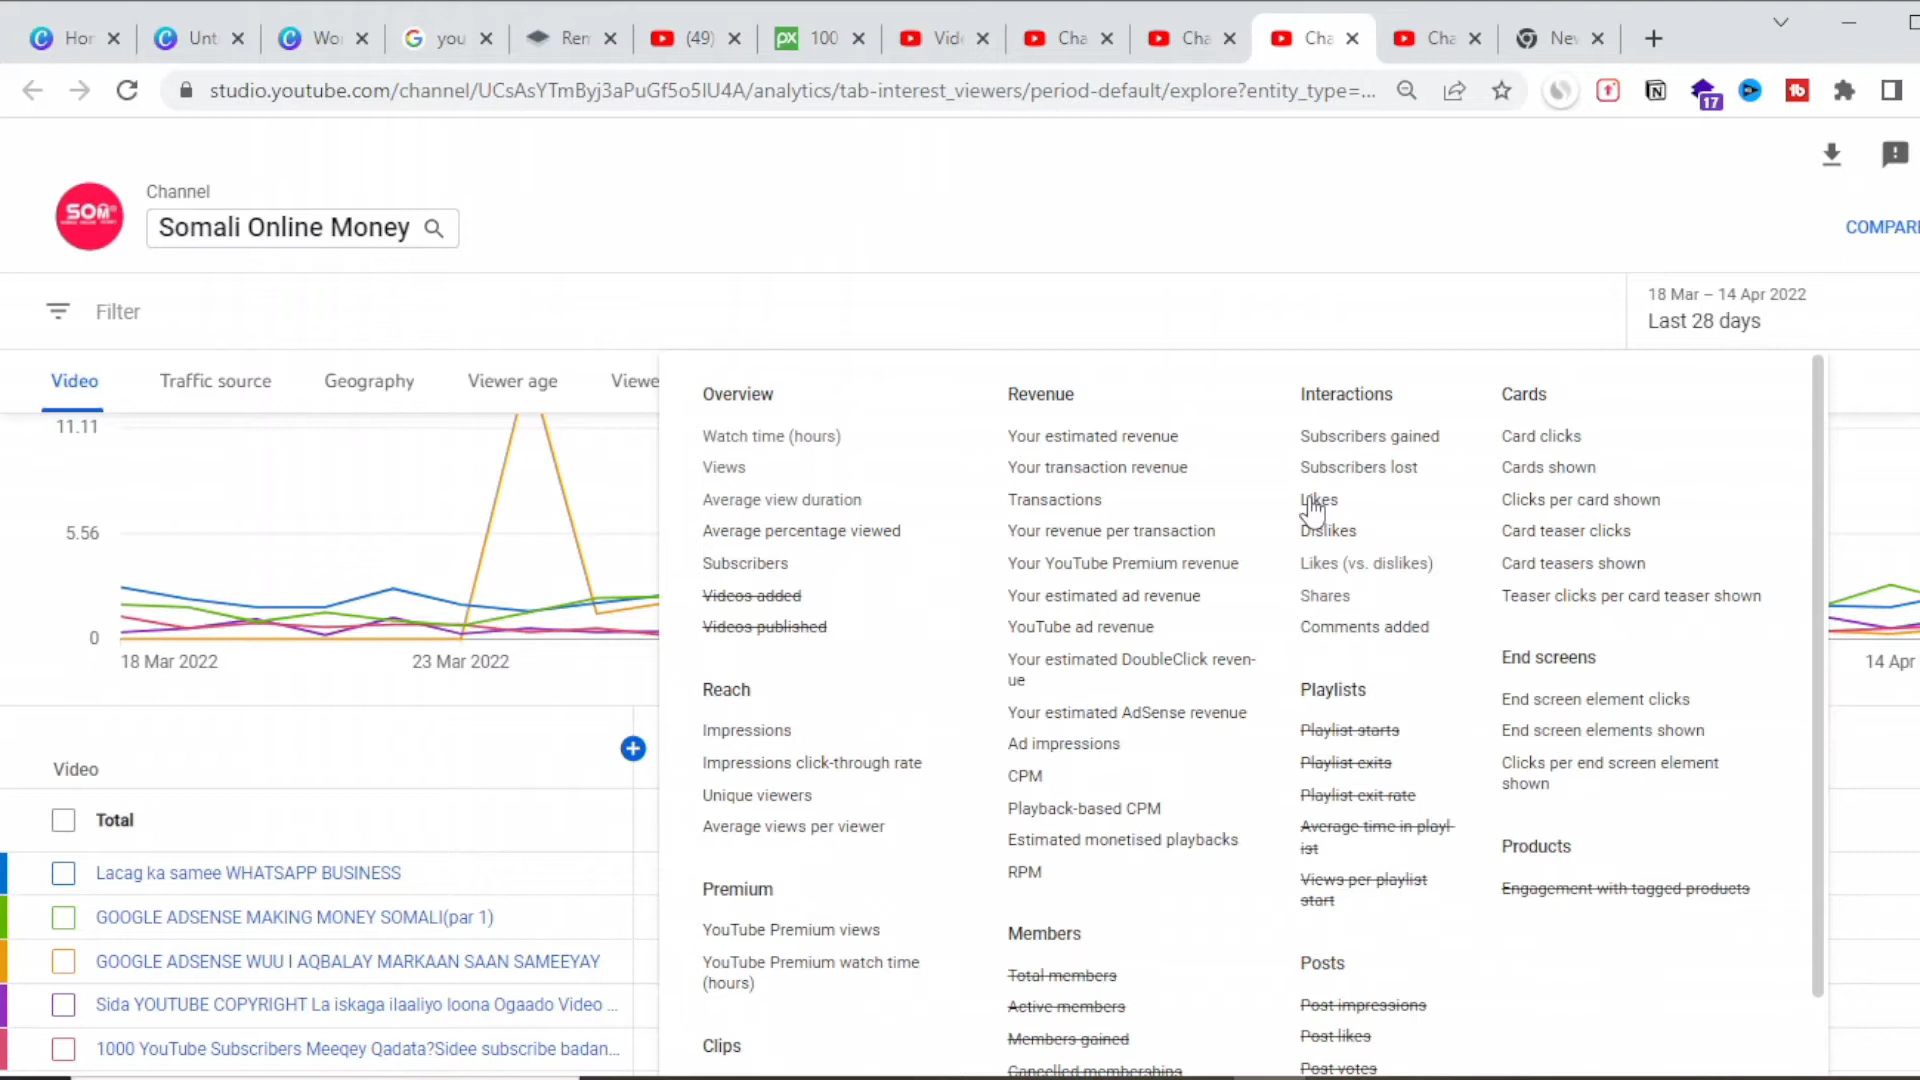 Hor
Unt
Wo
you
Ren
(49)
100
Vid
Cha
Cha
Cha
Cha
Ne
studio.youtube.com/channel/UCsAsYTmByj3aPuGf5o5IU4A/analytics/tab-interest_viewers/period-default/explore?entity_type=...
17
Channel
SOM
Somali Online Money
COMPARE
Filter
18 Mar – 14 Apr 2022
Last 28 days
Video
Traffic source
Geography
Viewer age
Viewe
11.11
5.56
0
18 Mar 2022
23 Mar 2022
14 Apr
Overview
Watch time (hours)
Views
Average view duration
Average percentage viewed
Subscribers
Videos added
Videos published
Reach
Impressions
Impressions click-through rate
Unique viewers
Average views per viewer
Premium
YouTube Premium views
YouTube Premium watch time
(hours)
Clips
Revenue
Your estimated revenue
Your transaction revenue
Transactions
Your revenue per transaction
Your YouTube Premium revenue
Your estimated ad revenue
YouTube ad revenue
Your estimated DoubleClick reven-
ue
Your estimated AdSense revenue
Ad impressions
CPM
Playback-based CPM
Estimated monetised playbacks
RPM
Members
Total members
Active members
Members gained
Cancelled memberships
Interactions
Subscribers gained
Subscribers lost
Likes
Dislikes
Likes (vs. dislikes)
Shares
Comments added
Playlists
Playlist starts
Playlist exits
Playlist exit rate
Average time in playl-
ist
Views per playlist
start
Posts
Post impressions
Post likes
Post votes
Cards
Card clicks
Cards shown
Clicks per card shown
Card teaser clicks
Card teasers shown
Teaser clicks per card teaser shown
End screens
End screen element clicks
End screen elements shown
Clicks per end screen element
shown
Products
Engagement with tagged products
Video
Total
Lacag ka samee WHATSAPP BUSINESS
GOOGLE ADSENSE MAKING MONEY SOMALI(par 1)
GOOGLE ADSENSE WUU I AQBALAY MARKAAN SAAN SAMEEYAY
Sida YOUTUBE COPYRIGHT La iskaga ilaaliyo loona Ogaado Video ...
1000 YouTube Subscribers Meeqey Qadata?Sidee subscribe badan...